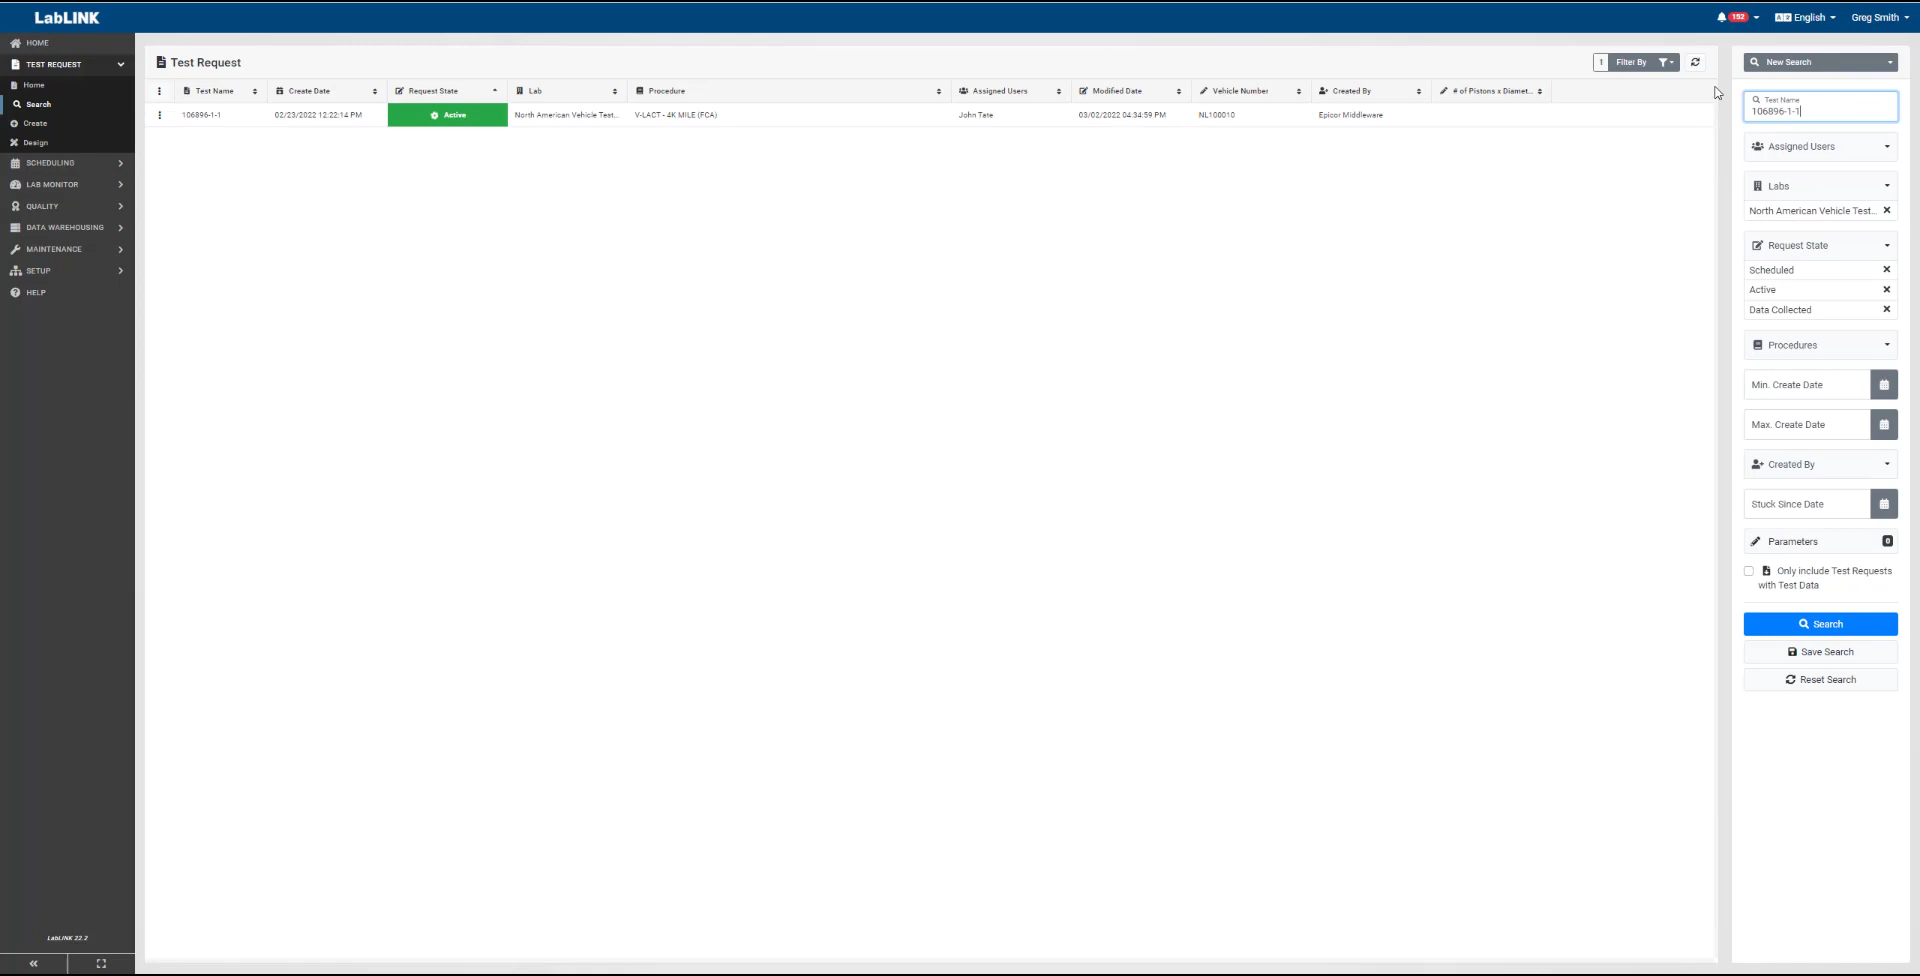 LabLINK
152
English
Greg Smith
HOME
TEST REQUEST
Home
Search
Create
Design
SCHEDULING
LAB MONITOR
QUALITY
DATA WAREHOUSING
MAINTENANCE
SETUP
HELP
LabLINK 22.2
Test Request
1 Filter By
Test Name Create Date Request State Lab Procedure Assigned Users Modified Date Vehicle Number Created By # of Pistons x Diamet...
106896-1-1 02/23/2022 12:22:14 PM Active North American Vehicle Test... V-LACT - 4K MILE (FCA) John Tate 03/02/2022 04:34:59 PM NL100010 Epicor Middleware
New Search
Test Name
106896-1-1
Assigned Users
Labs
North American Vehicle Test...
Request State
Scheduled
Active
Data Collected
Procedures
Min. Create Date
Max. Create Date
Created By
Stuck Since Date
Parameters 0
Only include Test Requests
with Test Data
Search
Save Search
Reset Search